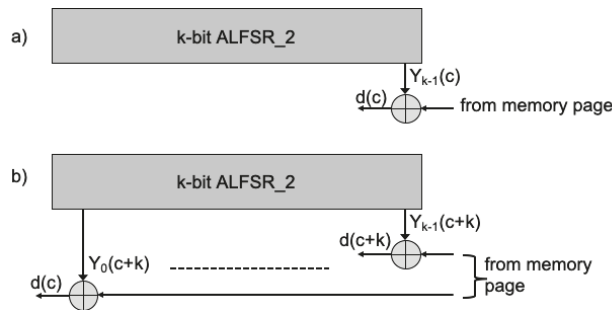 a)
k-bit ALFSR_2
Yk-1(c)
d(c)
from memory page
b)
k-bit ALFSR_2
Yk-1(c+k)
d(c+k)
Y0(c+k)
from memory
page
d(c)